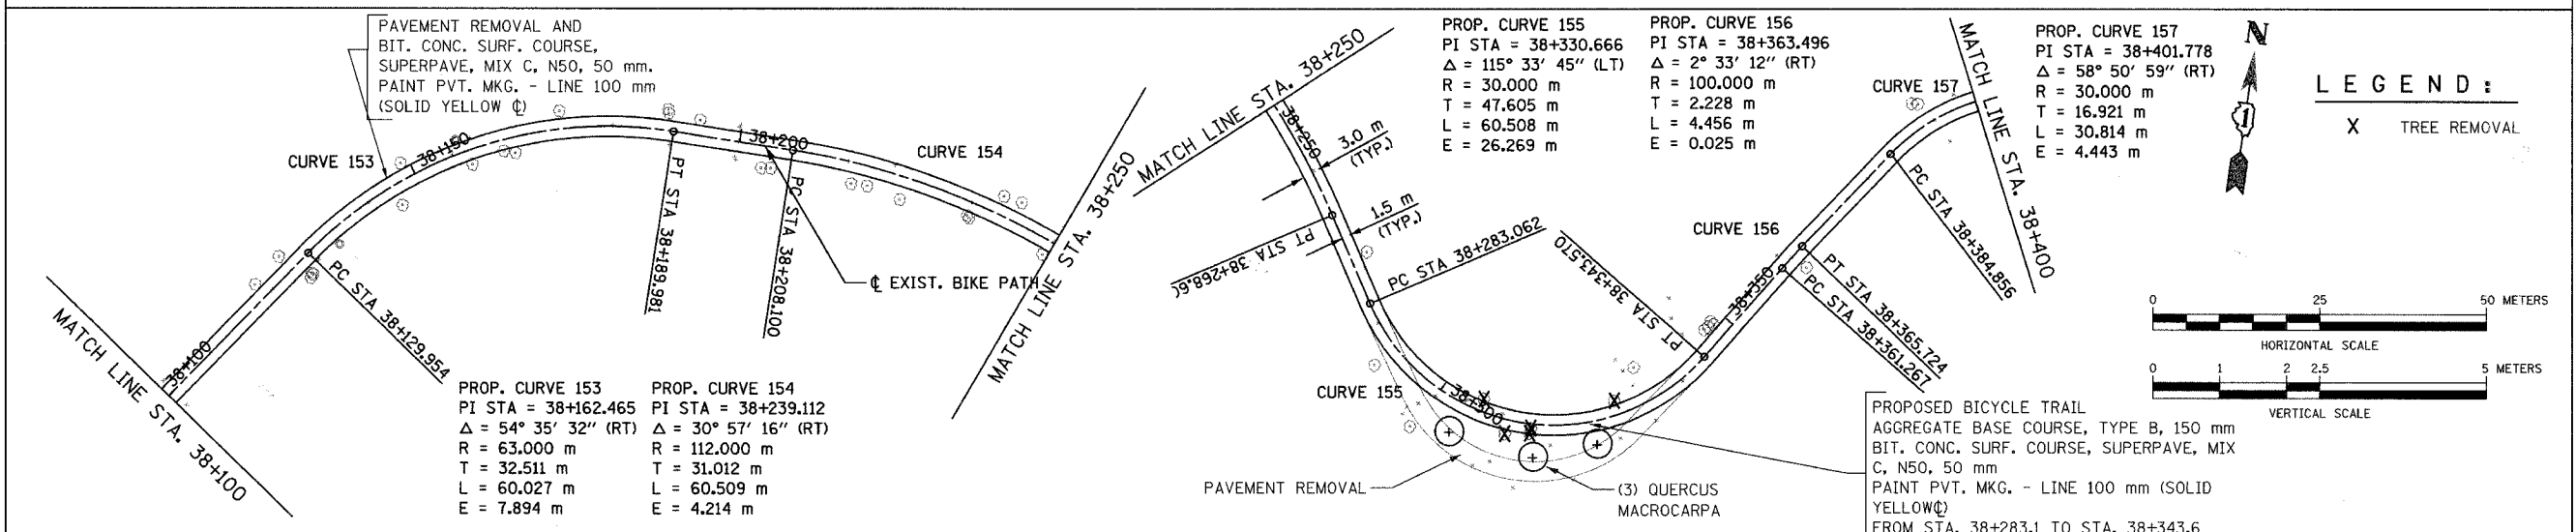 PAVEMENT REMOVAL AND
BIT. CONC. SURF. COURSE,
SUPERPAVE, MIX C, N50, 50 mm.
PAINT PVT. MKG. - LINE 100 mm
(SOLID YELLOW ℄)
CURVE 153
38+150
38+200
CURVE 154
PT STA 38+189.981
PC STA 38+208.100
℄ EXIST. BIKE PATH
PC STA 38+129.954
38+100
MATCH LINE STA. 38+100
MATCH LINE STA. 38+250
PROP. CURVE 153
PI STA = 38+162.465
Δ = 54° 35' 32" (RT)
R = 63.000 m
T = 32.511 m
L = 60.027 m
E = 7.894 m
PROP. CURVE 154
PI STA = 38+239.112
Δ = 30° 57' 16" (RT)
R = 112.000 m
T = 31.012 m
L = 60.509 m
E = 4.214 m
MATCH LINE STA. 38+250
38+250
3.0 m
(TYP.)
1.5 m
(TYP.)
PT STA 38+268.6
PC STA 38+283.062
PT STA 38+343.570
CURVE 155
38+300
PAVEMENT REMOVAL
(3) QUERCUS
MACROCARPA
PROP. CURVE 155
PI STA = 38+330.666
Δ = 115° 33' 45" (LT)
R = 30.000 m
T = 47.605 m
L = 60.508 m
E = 26.269 m
PROP. CURVE 156
PI STA = 38+363.496
Δ = 2° 33' 12" (RT)
R = 100.000 m
T = 2.228 m
L = 4.456 m
E = 0.025 m
CURVE 156
38+350
PT STA 38+365.724
PC STA 38+361.267
CURVE 157
PC STA 38+384.856
MATCH LINE STA. 38+400
PROP. CURVE 157
PI STA = 38+401.778
Δ = 58° 50' 59" (RT)
R = 30.000 m
T = 16.921 m
L = 30.814 m
E = 4.443 m
N
1
LEGEND:
X TREE REMOVAL
0 25 50 METERS
HORIZONTAL SCALE
0 1 2 2.5 5 METERS
VERTICAL SCALE
PROPOSED BICYCLE TRAIL
AGGREGATE BASE COURSE, TYPE B, 150 mm
BIT. CONC. SURF. COURSE, SUPERPAVE, MIX
C, N50, 50 mm
PAINT PVT. MKG. - LINE 100 mm (SOLID
YELLOW℄)
FROM STA. 38+283.1 TO STA. 38+343.6